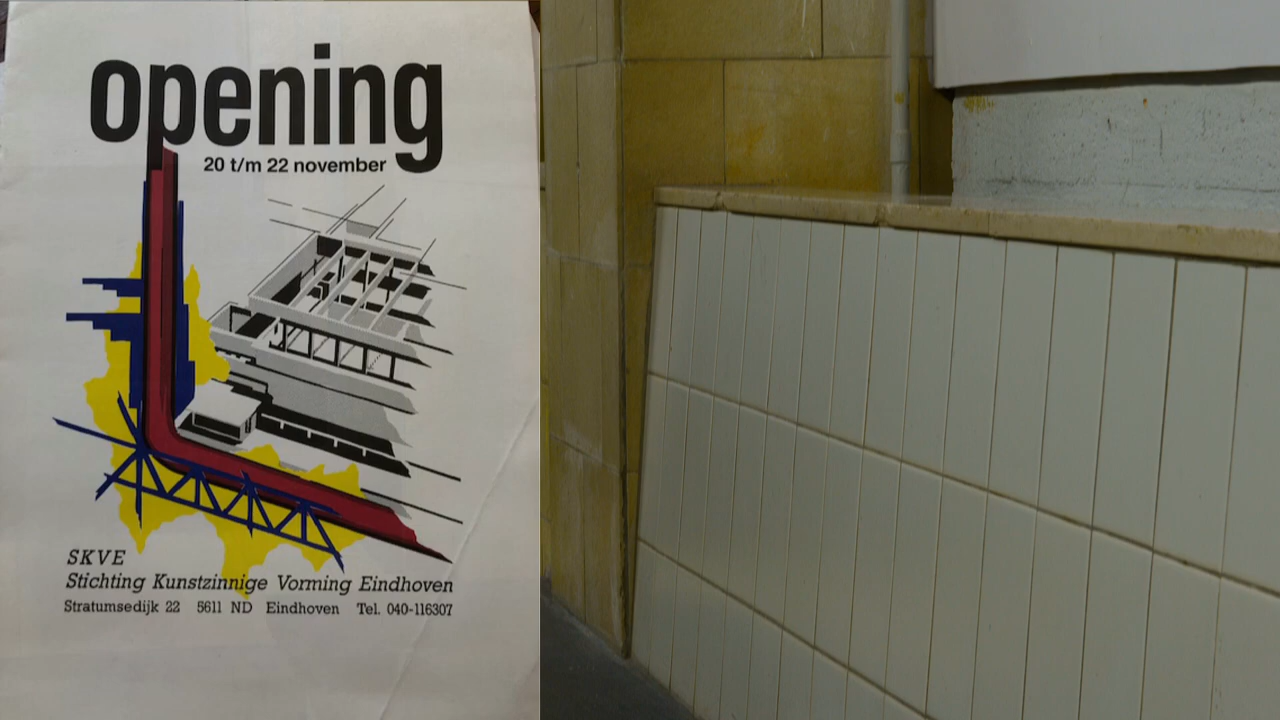 opening
20 t/m 22 november
SKVE
Stichting Kunstzinnige Vorming Eindhoven
Stratumsedijk 22 5611 ND Eindhoven Tel. 040-116307